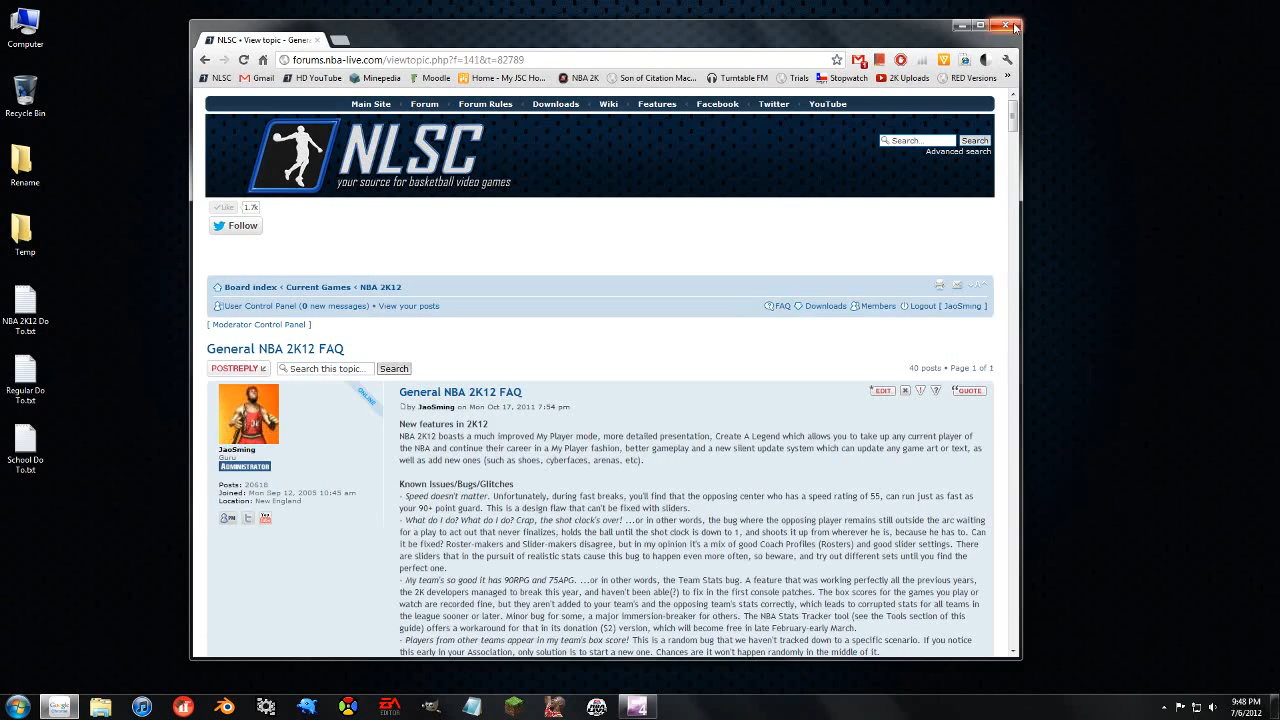 Computer
Recycle Bin
Rename
Temp
NBA 2K12 Do
To.txt
Regular Do
To.txt
School Do
To.txt
NLSC • View topic - Gener
forums.nba-live.com/viewtopic.php?f=141&t=82789
NLSC Gmail HD YouTube Minepedia Moodle Home - My JSC Ho... NBA 2K Son of Citation Mac... Turntable FM Trials Stopwatch 2K Uploads RED Versions »
Main Site Forum Forum Rules Downloads Wiki Features Facebook Twitter YouTube
NLSC
your source for basketball video games
Search... Search
Advanced search
Like 1.7k
Follow
Board index ‹ Current Games ‹ NBA 2K12
User Control Panel (0 new messages) • View your posts FAQ Downloads Members Logout [ JaoSming ]
[ Moderator Control Panel ]
General NBA 2K12 FAQ
POSTREPLY Search this topic... Search 40 posts • Page 1 of 1
ONLINE
JaoSming
Guru
ADMINISTRATOR
Posts: 20618
Joined: Mon Sep 12, 2005 10:45 am
Location: New England
PM
General NBA 2K12 FAQ EDIT QUOTE
by JaoSming on Mon Oct 17, 2011 7:54 pm
New features in 2K12
NBA 2K12 boasts a much improved My Player mode, more detailed presentation, Create A Legend which allows you to take up any current player of
the NBA and continue their career in a My Player fashion, better gameplay and a new silent update system which can update any game art or text, as
well as add new ones (such as shoes, cyberfaces, arenas, etc).
Known Issues/Bugs/Glitches
- Speed doesn't matter. Unfortunately, during fast breaks, you'll find that the opposing center who has a speed rating of 55, can run just as fast as
your 90+ point guard. This is a design flaw that can't be fixed with sliders.
- What do I do? What do I do? Crap, the shot clock's over! ...or in other words, the bug where the opposing player remains still outside the arc waiting
for a play to act out that never finalizes, holds the ball until the shot clock is down to 1, and shoots it up from wherever he is, because he has to. Can
it be fixed? Roster-makers and Slider-makers disagree, but in my opinion it's a mix of good Coach Profiles (Rosters) and good slider settings. There
are sliders that in the pursuit of realistic stats cause this bug to happen even more often, so beware, and try out different sets until you find the
perfect one.
- My team's so good it has 90RPG and 75APG. ...or in other words, the Team Stats bug. A feature that was working perfectly all the previous years,
the 2K developers managed to break this year, and haven't been able(?) to fix in the first console patches. The box scores for the games you play or
watch are recorded fine, but they aren't added to your team's and the opposing team's stats correctly, which leads to corrupted stats for all teams in
the league sooner or later. Minor bug for some, a major immersion-breaker for others. The NBA Stats Tracker tool (see the Tools section of this
guide) offers a workaround for that in its donation ($2) version, which will become free in late February-early March.
- Players from other teams appear in my team's box score! This is a random bug that we haven't tracked down to a specific scenario. If you notice
this early in your Association, only solution is to start a new one. Chances are it won't happen randomly in the middle of it.
Google
EA
EDITOR
NBA
4
9:48 PM
7/6/2012